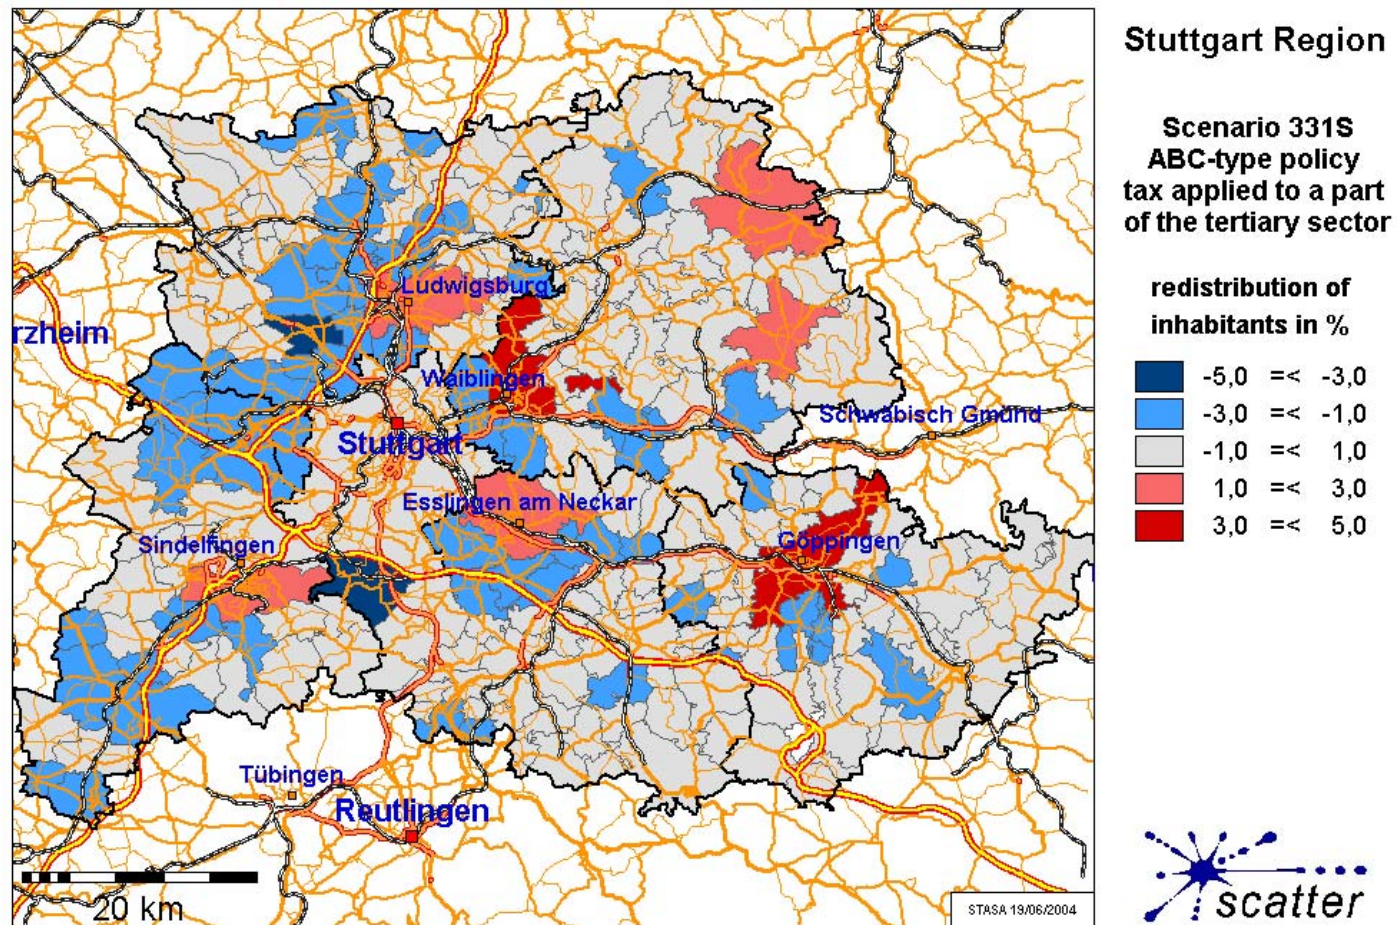 Stuttgart Region
Scenario 331S
ABC-type policy
tax applied to a part
of the tertiary sector
redistribution of
inhabitants in %
-5,0 =< -3,0
-3,0 =< -1,0
-1,0 =< 1,0
1,0 =< 3,0
3,0 =< 5,0
Ludwigsburg
rzheim
Waiblingen
Schwäbisch Gmünd
Stuttgart
Esslingen am Neckar
Göppingen
Sindelfingen
Tübingen
Reutlingen
20 km
STASA 19/06/2004
scatter